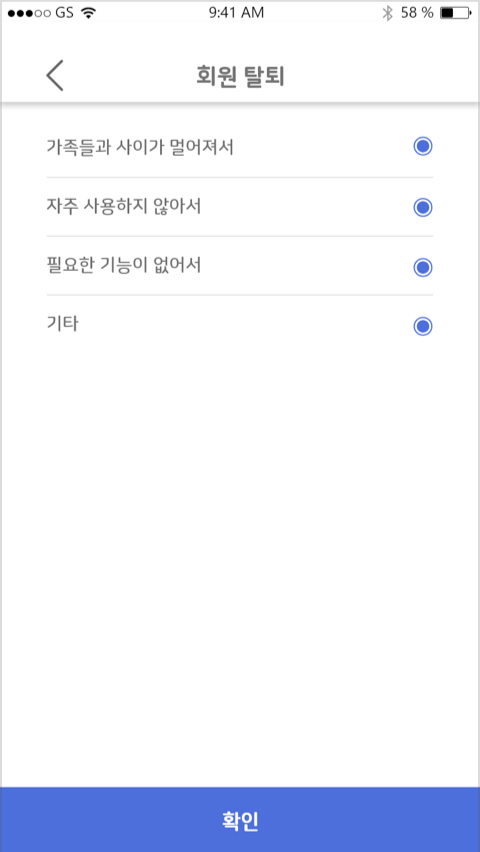 GS 9:41 AM 58 %
회원 탈퇴
가족들과 사이가 멀어져서
자주 사용하지 않아서
필요한 기능이 없어서
기타
확인